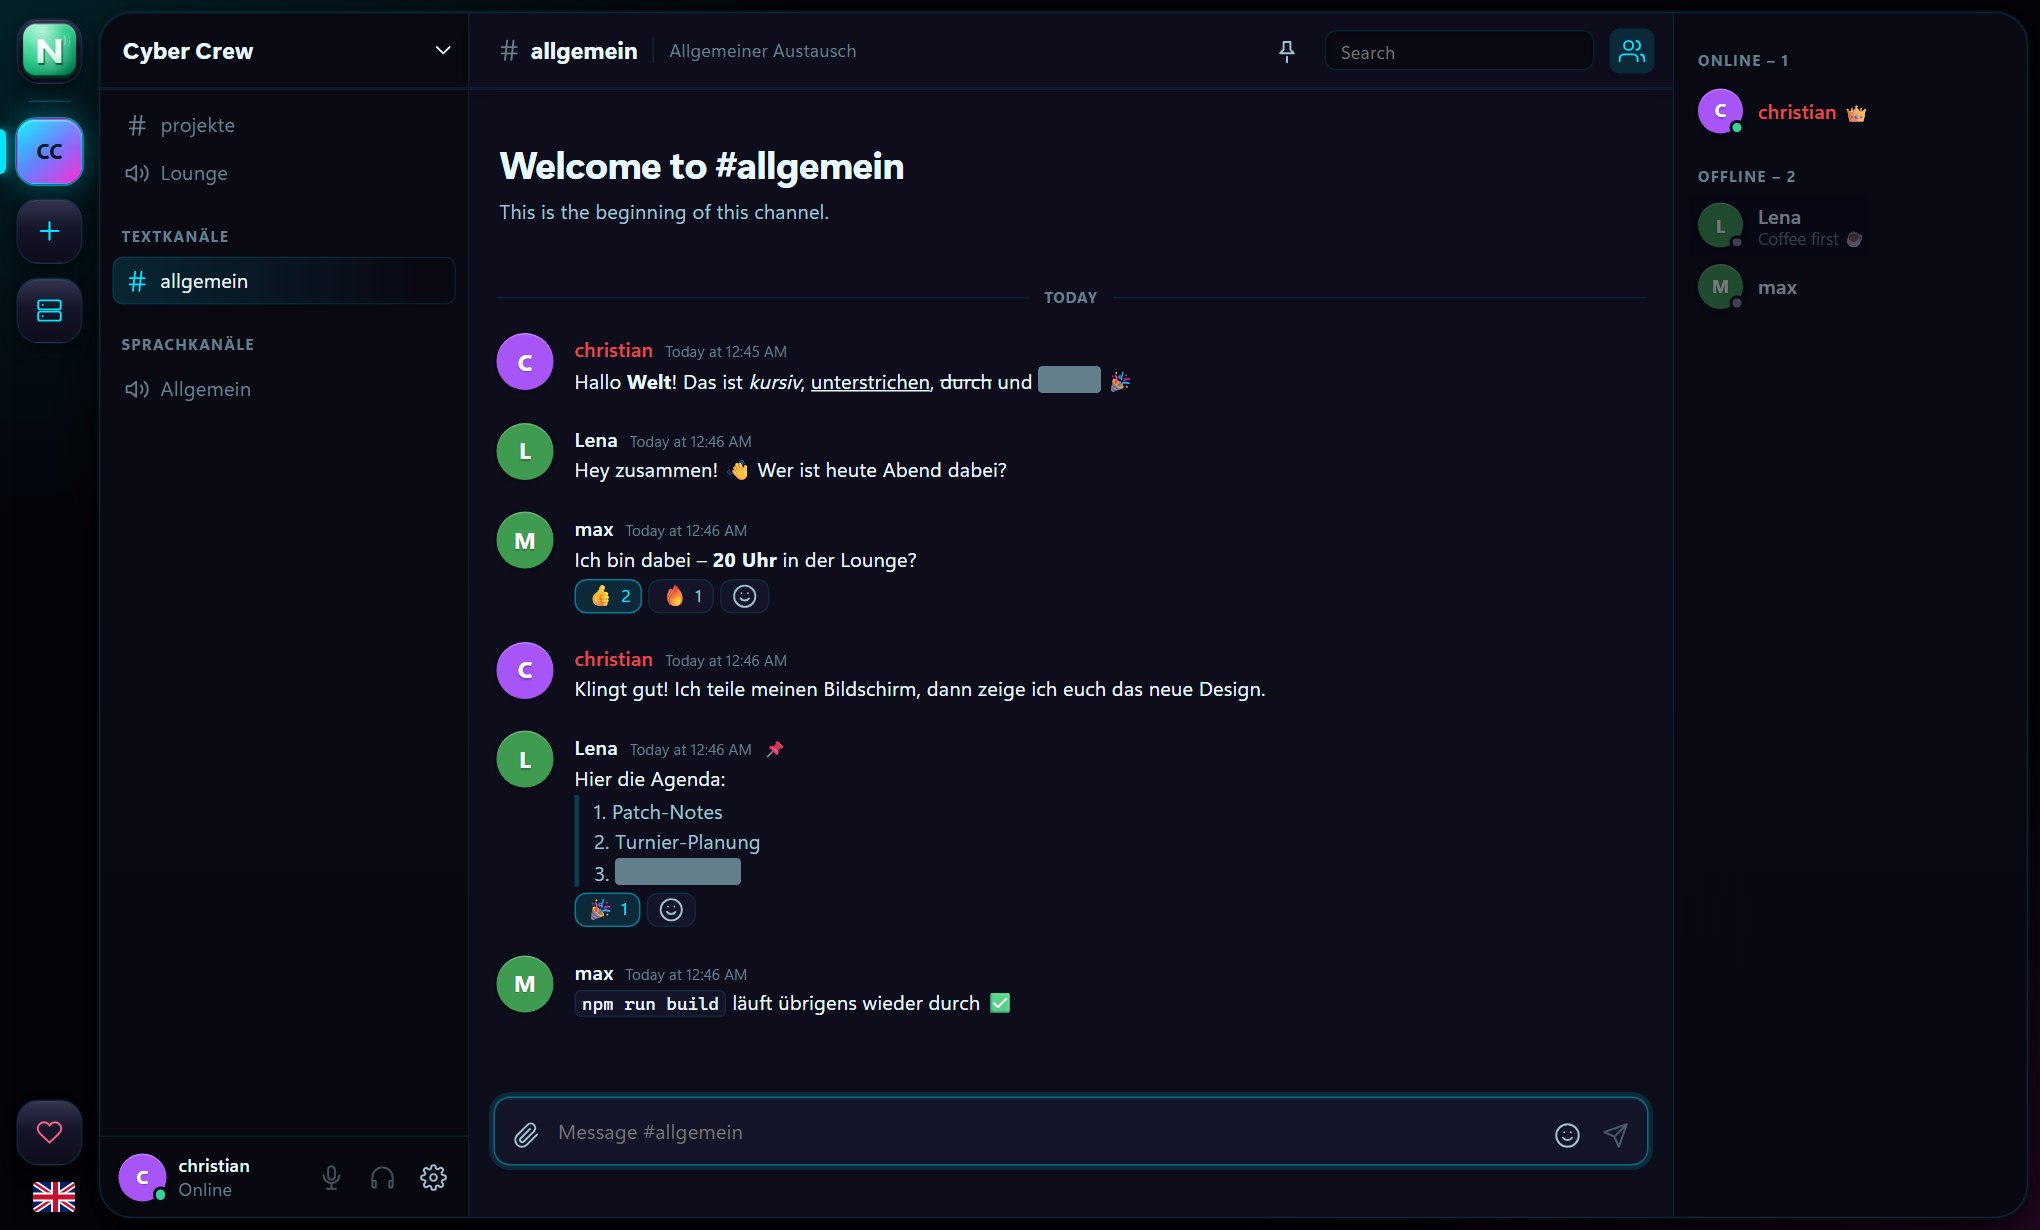 N
Cyber Crew
# allgemein
Allgemeiner Austausch
Search
ONLINE – 1
C
christian
OFFLINE – 2
L
Lena
Coffee first
M
max
CC
# projekte
Lounge
TEXTKANÄLE
# allgemein
SPRACHKANÄLE
Allgemein
Welcome to #allgemein
This is the beginning of this channel.
TODAY
C
christian Today at 12:45 AM
Hallo Welt! Das ist kursiv, unterstrichen, durch und 🎉
L
Lena Today at 12:46 AM
Hey zusammen! 👋 Wer ist heute Abend dabei?
M
max Today at 12:46 AM
Ich bin dabei – 20 Uhr in der Lounge?
👍 2 🔥 1
C
christian Today at 12:46 AM
Klingt gut! Ich teile meinen Bildschirm, dann zeige ich euch das neue Design.
L
Lena Today at 12:46 AM 📌
Hier die Agenda:
1. Patch-Notes
2. Turnier-Planung
3.
🎉 1
M
max Today at 12:46 AM
npm run build läuft übrigens wieder durch ✅
Message #allgemein
C
christian
Online